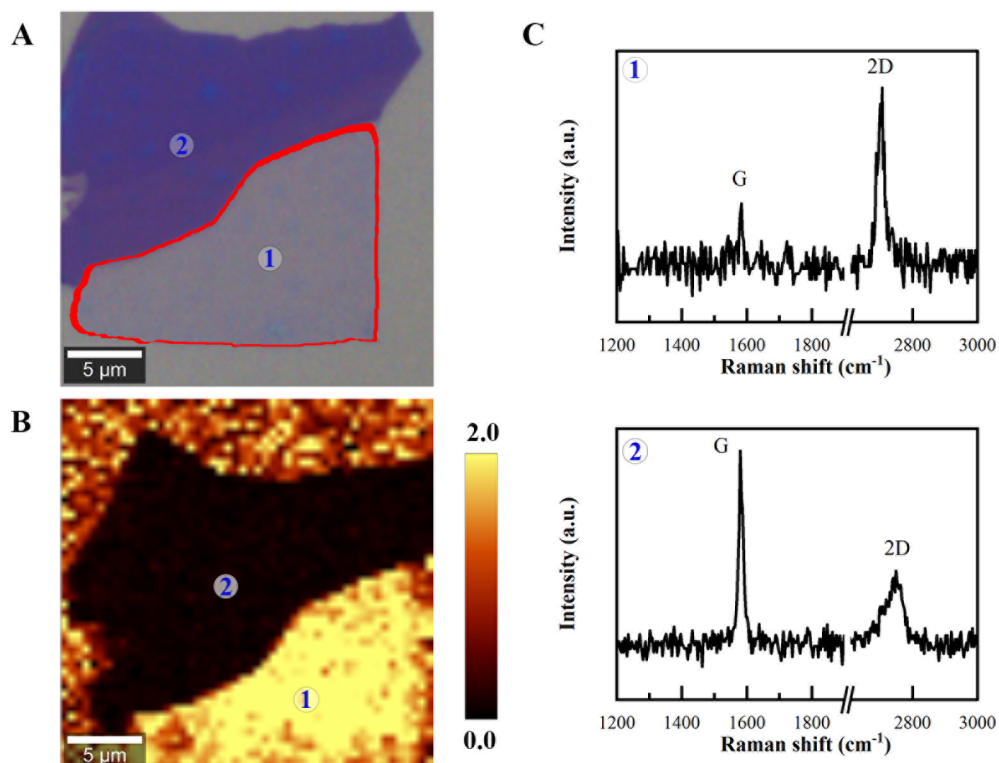 A
2
1
5 μm
B
2
1
5 μm
2.0
0.0
C
1
G
2D
Intensity (a.u.)
1200 1400 1600 1800 2800 3000
Raman shift (cm-1)
2
G
2D
Intensity (a.u.)
1200 1400 1600 1800 2800 3000
Raman shift (cm-1)